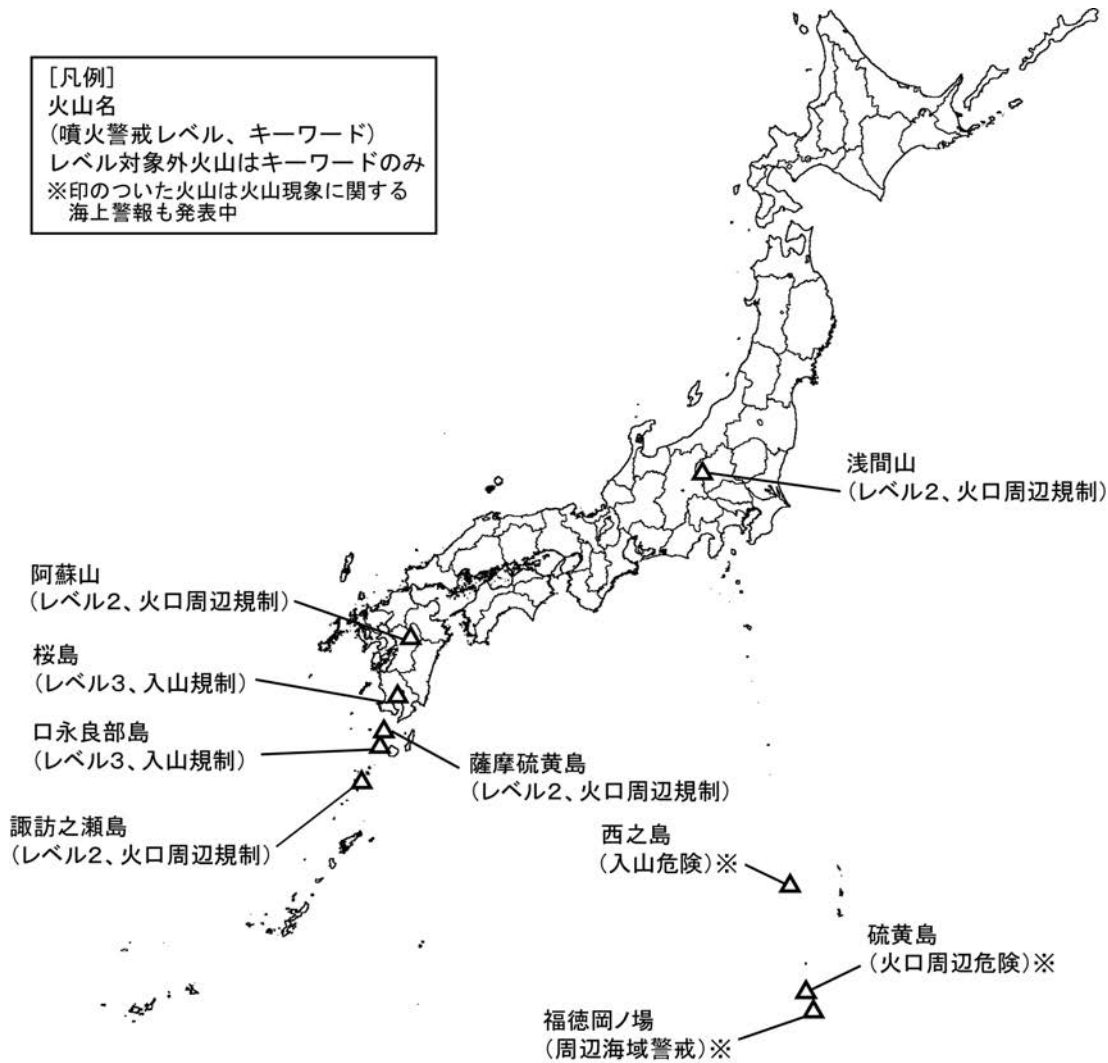 [凡例]
火山名
(噴火警戒レベル、キーワード)
レベル対象外火山はキーワードのみ
※印のついた火山は火山現象に関する
海上警報も発表中
浅間山
(レベル2、火口周辺規制)
阿蘇山
(レベル2、火口周辺規制)
桜島
(レベル3、入山規制)
口永良部島
(レベル3、入山規制)
薩摩硫黄島
(レベル2、火口周辺規制)
諏訪之瀬島
(レベル2、火口周辺規制)
西之島
(入山危険)※
硫黄島
(火口周辺危険)※
福徳岡ノ場
(周辺海域警戒)※